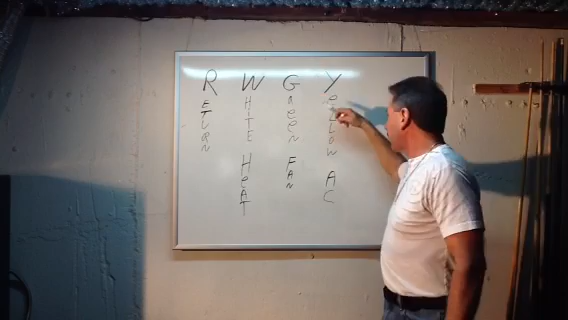 R W G Y
RETURN
WHITE HEAT
GREEN FAN
YELLOW AC